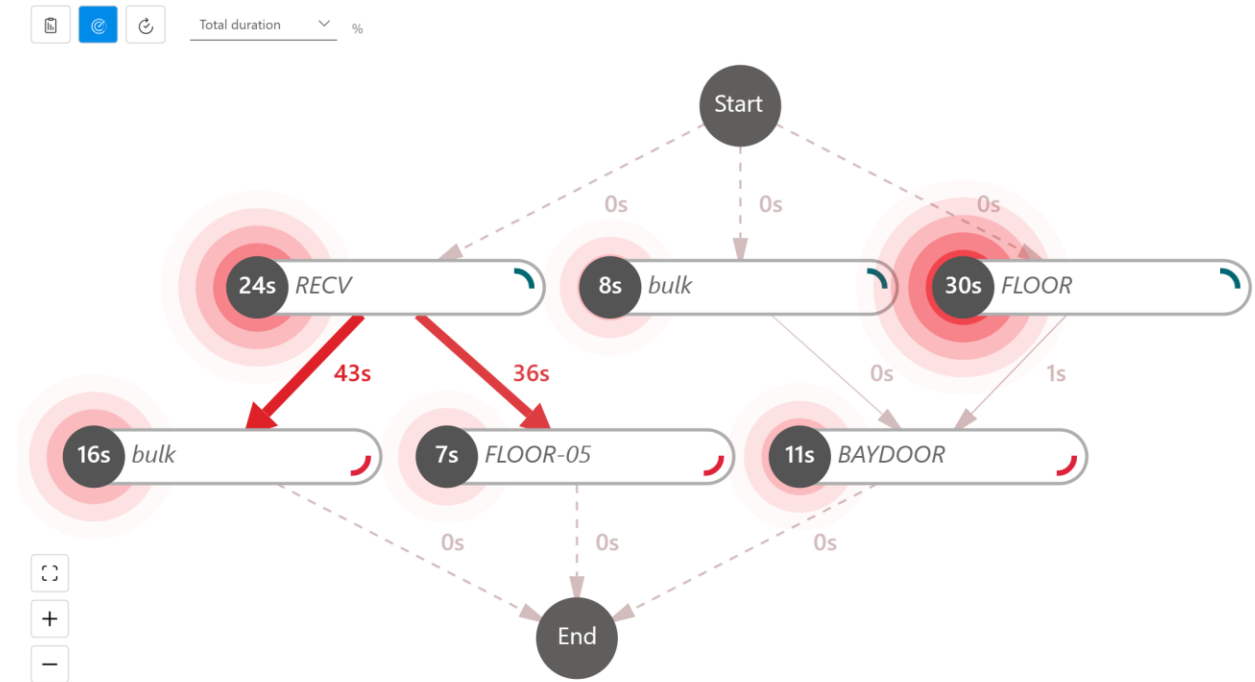 Total duration
%
Start
0s
0s
0s
24s RECV
8s bulk
30s FLOOR
43s
36s
0s
1s
16s bulk
7s FLOOR-05
11s BAYDOOR
0s
0s
0s
End